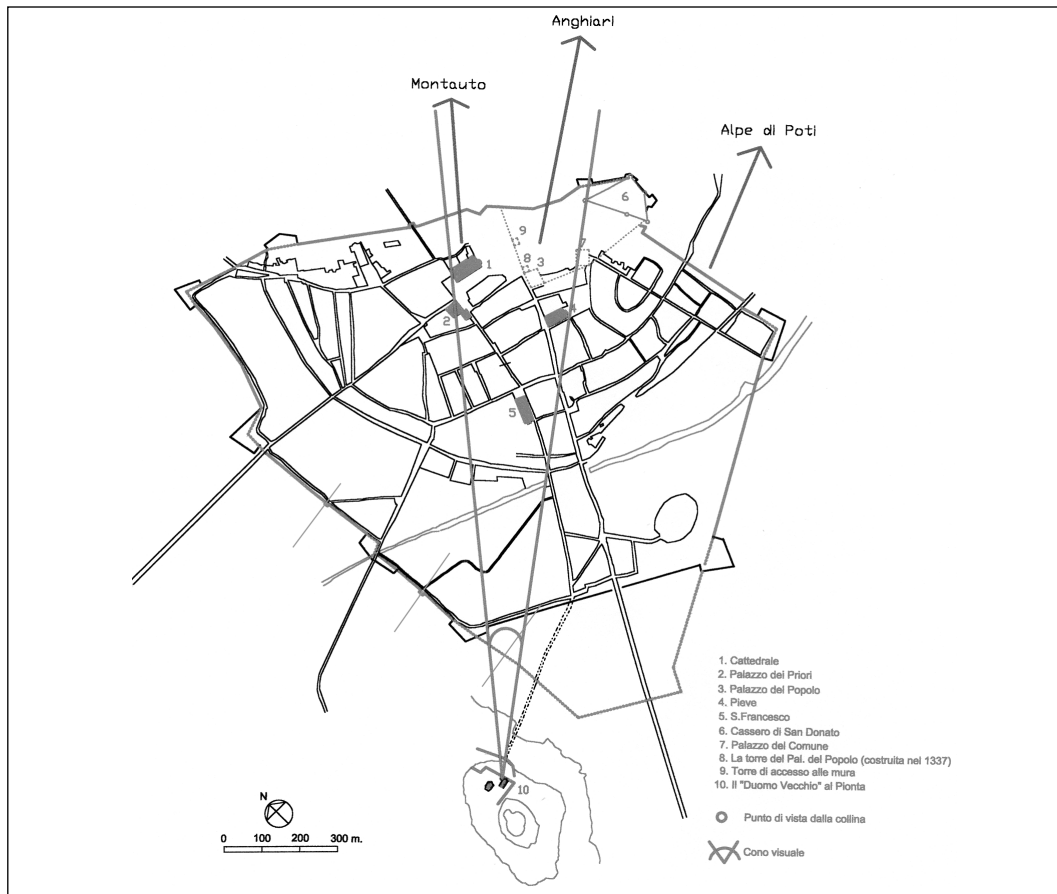 Anghiari
Montauto
Alpe di Poti
6
9
7
1
8 3
2
4
5
1. Cattedrale
2. Palazzo dei Priori
3. Palazzo del Popolo
4. Pieve
5. S.Francesco
6. Cassero di San Donato
7. Palazzo del Comune
8. La torre del Pal. del Popolo (costruita nel 1337)
9. Torre di accesso alle mura
10. Il "Duomo Vecchio" al Pionta
10
N
Punto di vista dalla collina
0 100 200 300 m.
Cono visuale